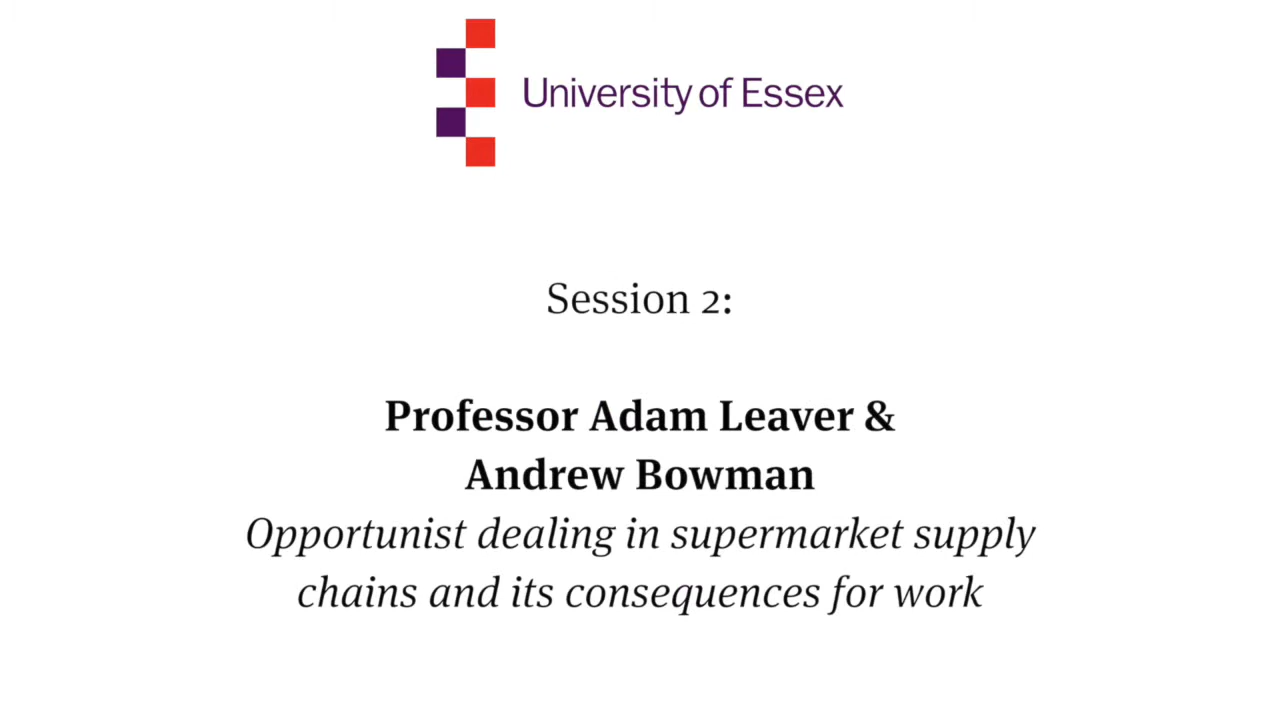 University of Essex
Session 2:
Professor Adam Leaver &
Andrew Bowman
Opportunist dealing in supermarket supply
chains and its consequences for work